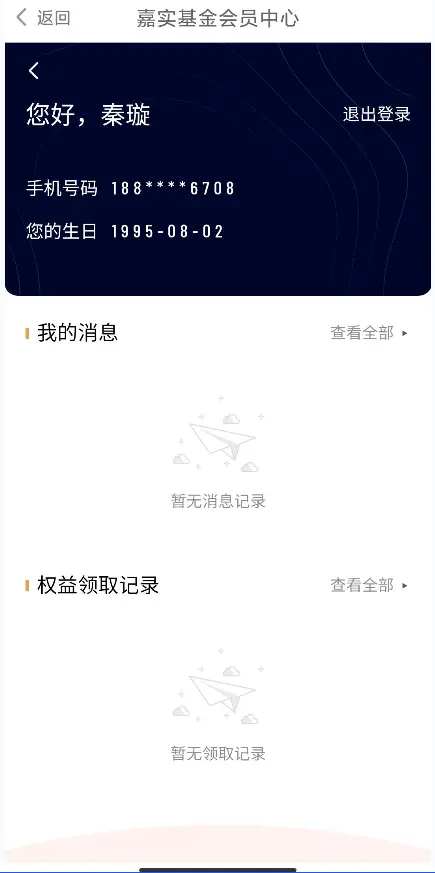 返回 嘉实基金会员中心
您好，秦璇 退出登录
手机号码 188****6708
您的生日 1995-08-02
我的消息 查看全部
暂无消息记录
权益领取记录 查看全部
暂无领取记录